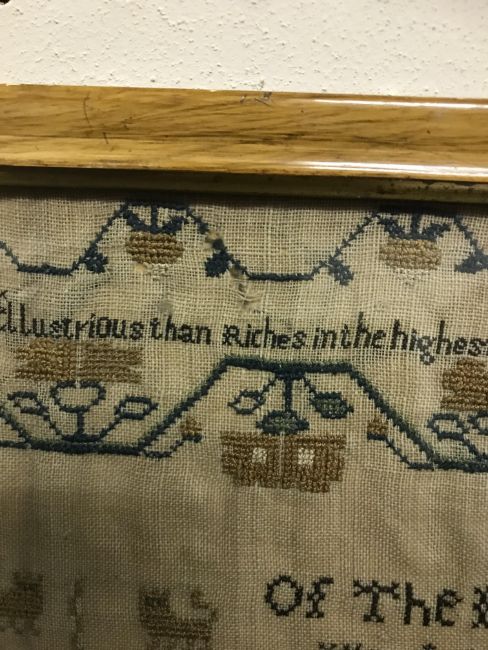 Illustrious than Riches in the highest
Of The